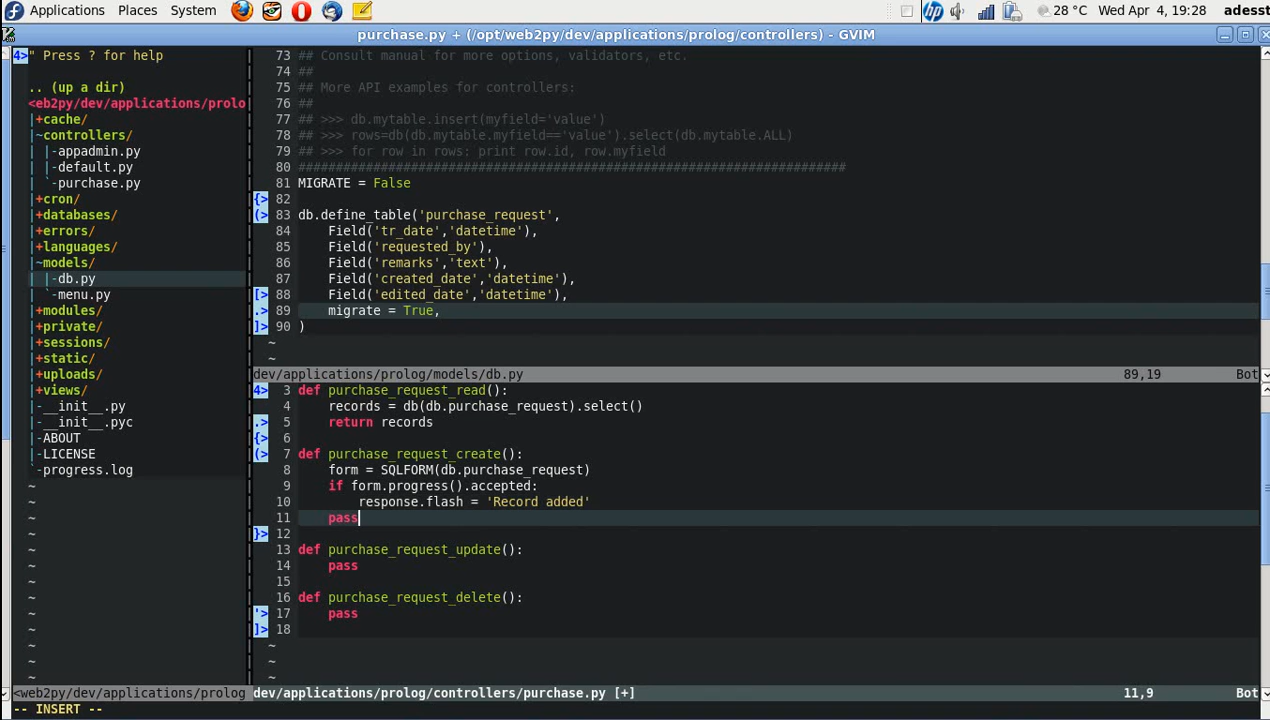 Applications Places System 28 °C Wed Apr 4, 19:28 adesst
purchase.py + (/opt/web2py/dev/applications/prolog/controllers) - GVIM
4>" Press ? for help
.. (up a dir)
<eb2py/dev/applications/prolo
|+cache/
|~controllers/
| |-appadmin.py
| |-default.py
| `-purchase.py
|+cron/
|+databases/
|+errors/
|+languages/
|~models/
| |-db.py
| `-menu.py
|+modules/
|+private/
|+sessions/
|+static/
|+uploads/
|+views/
|-__init__.py
|-__init__.pyc
|-ABOUT
|-LICENSE
`-progress.log
~
~
~
~
~
~
~
~
~
~
~
~
~
<web2py/dev/applications/prolog
73 ## Consult manual for more options, validators, etc.
74 ##
75 ## More API examples for controllers:
76 ##
77 ## >>> db.mytable.insert(myfield='value')
78 ## >>> rows=db(db.mytable.myfield=='value').select(db.mytable.ALL)
79 ## >>> for row in rows: print row.id, row.myfield
80 #########################################################################
81 MIGRATE = False
{> 82
(> 83 db.define_table('purchase_request',
84     Field('tr_date','datetime'),
85     Field('requested_by'),
86     Field('remarks','text'),
87     Field('created_date','datetime'),
[> 88     Field('edited_date','datetime'),
.> 89     migrate = True,
]> 90 )
~
~
dev/applications/prolog/models/db.py 89,19 Bot
4> 3 def purchase_request_read():
4     records = db(db.purchase_request).select()
.> 5     return records
{> 6
(> 7 def purchase_request_create():
8     form = SQLFORM(db.purchase_request)
9     if form.progress().accepted:
10         response.flash = 'Record added'
11     pass
}> 12
13 def purchase_request_update():
14     pass
15
16 def purchase_request_delete():
'> 17     pass
]> 18
~
~
~
dev/applications/prolog/controllers/purchase.py [+] 11,9 Bot
-- INSERT --